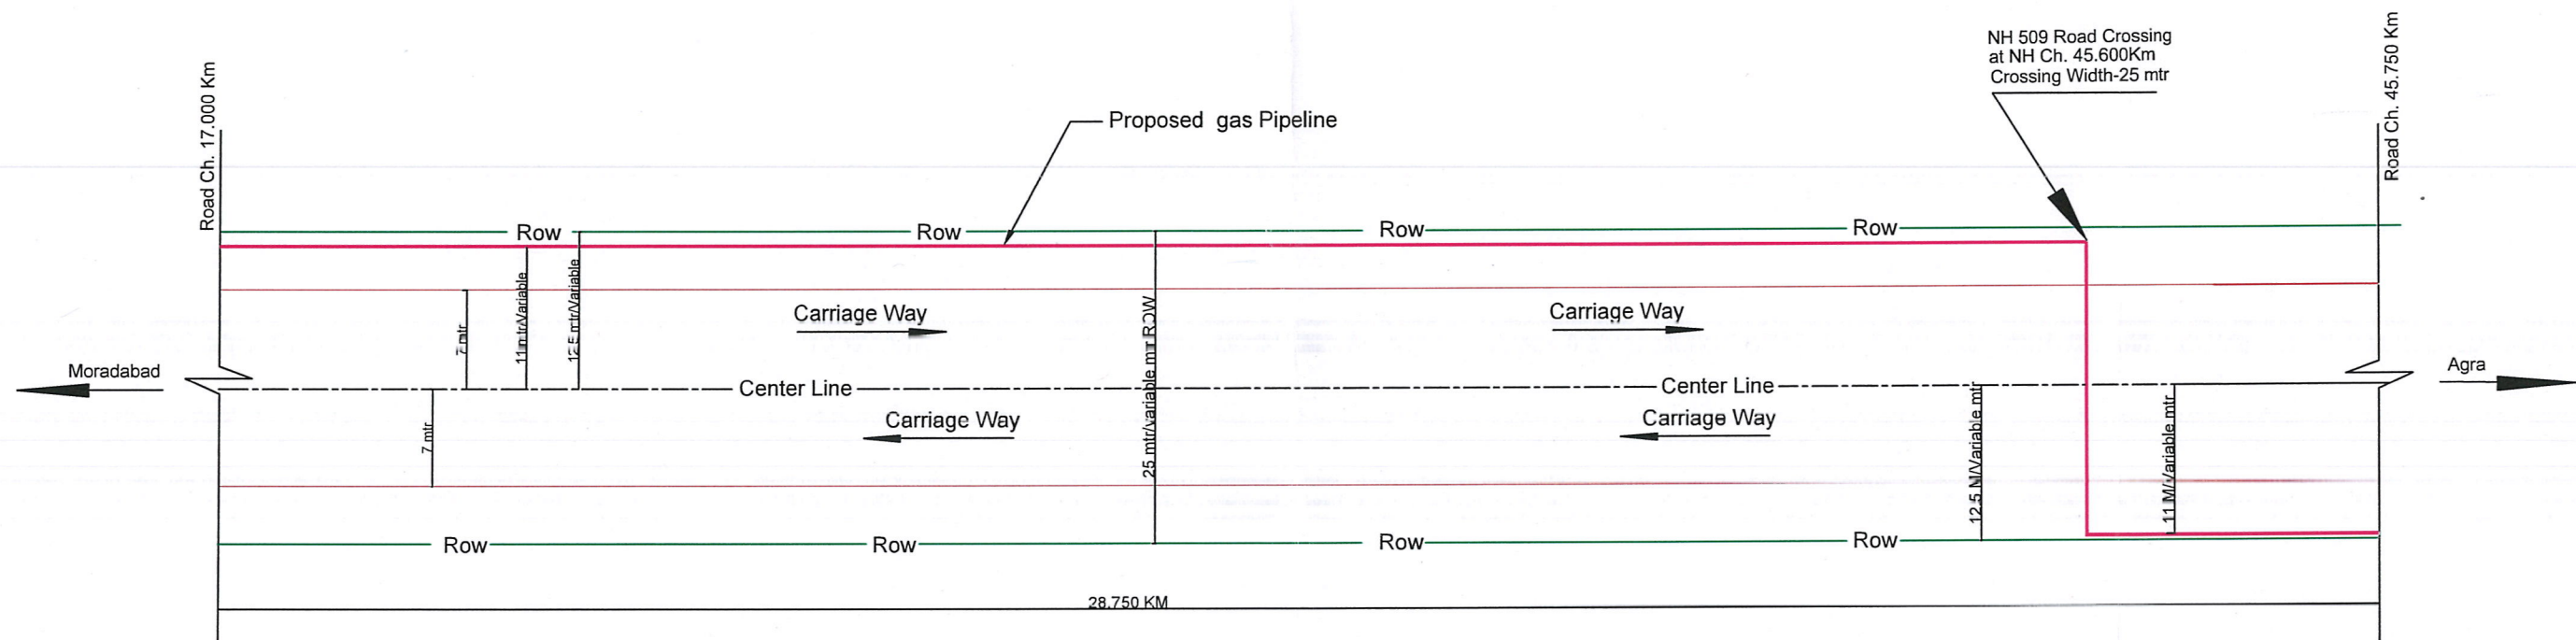 NH 509 Road Crossing
at NH Ch. 45.600Km
Crossing Width-25 mtr
Road Ch. 17.000 Km
Road Ch. 45.750 Km
Proposed gas Pipeline
Row
Row
Row
Row
7 mtr
11mtr/Variable
12.5 mtr/Variable
25 mtr/variable mtr ROW
Carriage Way
Carriage Way
Moradabad
Agra
Center Line
Center Line
7 mtr
Carriage Way
Carriage Way
12.5 M/Variable mtr
11 M/Variable mtr
Row
Row
Row
Row
28.750 KM